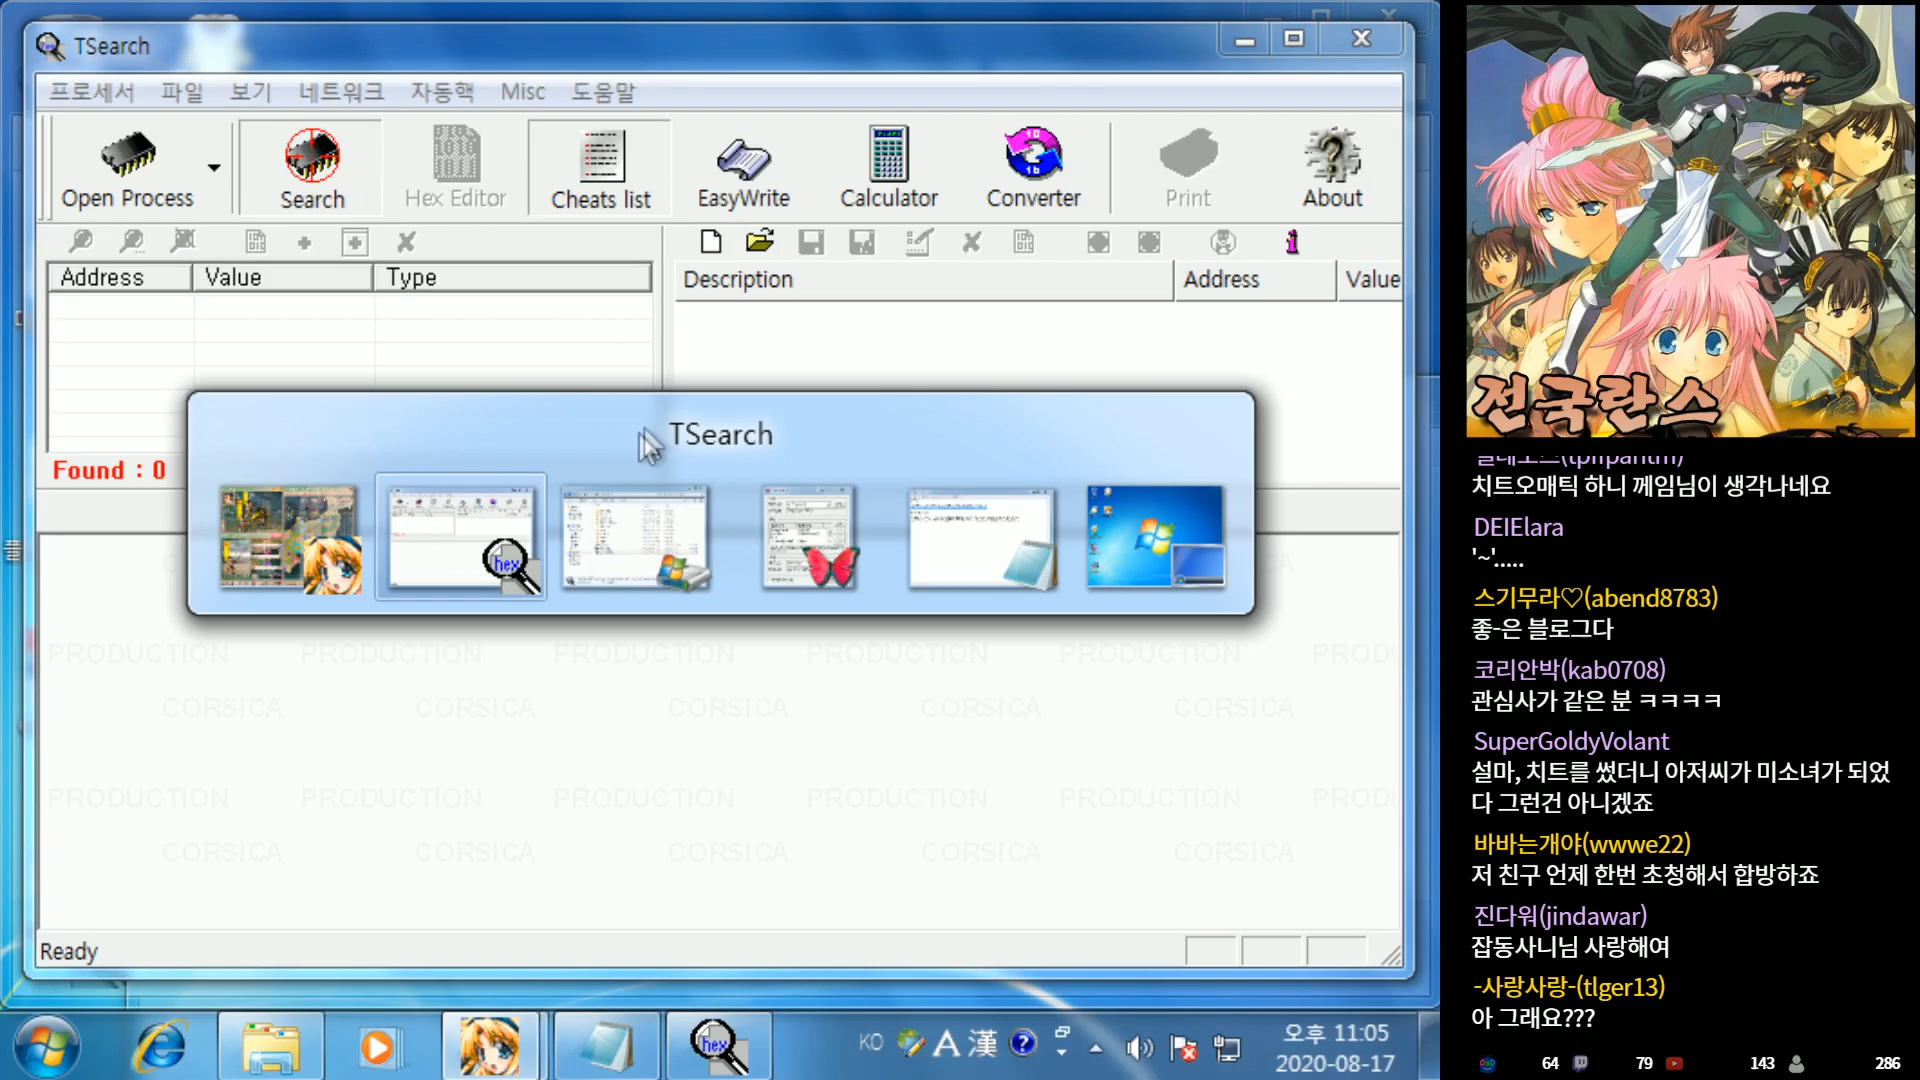 TSearch
프로세서 파일 보기 네트워크 자동핵 Misc 도움말
Open Process Search Hex Editor Cheats list EasyWrite Calculator Converter Print About
Address Value Type
Description Address Value
Found : 0
TSearch
PRODUCTION PRODUCTION PRODUCTION PRODUCTION PRODUCTION
CORSICA CORSICA CORSICA CORSICA CORSICA
PRODUCTION PRODUCTION PRODUCTION PRODUCTION PRODUCTION
CORSICA CORSICA CORSICA CORSICA CORSICA
Ready
KO A 漢
오후 11:05
2020-08-17
전국란스
치트오매틱 하니 께임님이 생각나네요
DEIElara
'~'.....
스기무라♡(abend8783)
좋-은 블로그다
코리안박(kab0708)
관심사가 같은 분 ㅋㅋㅋㅋ
SuperGoldyVolant
설마, 치트를 썼더니 아저씨가 미소녀가 되었
다 그런건 아니겠죠
바바는개야(wwwe22)
저 친구 언제 한번 초청해서 합방하죠
진다워(jindawar)
잡동사니님 사랑해여
-사랑사랑-(tlger13)
아 그래요???
64 79 143 286